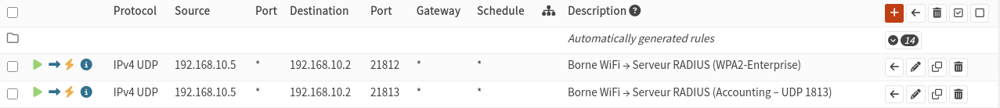 Protocol Source Port Destination Port Gateway Schedule Description
Automatically generated rules 14
IPv4 UDP 192.168.10.5 * 192.168.10.2 21812 * * Borne WiFi → Serveur RADIUS (WPA2-Enterprise)
IPv4 UDP 192.168.10.5 * 192.168.10.2 21813 * * Borne WiFi → Serveur RADIUS (Accounting – UDP 1813)